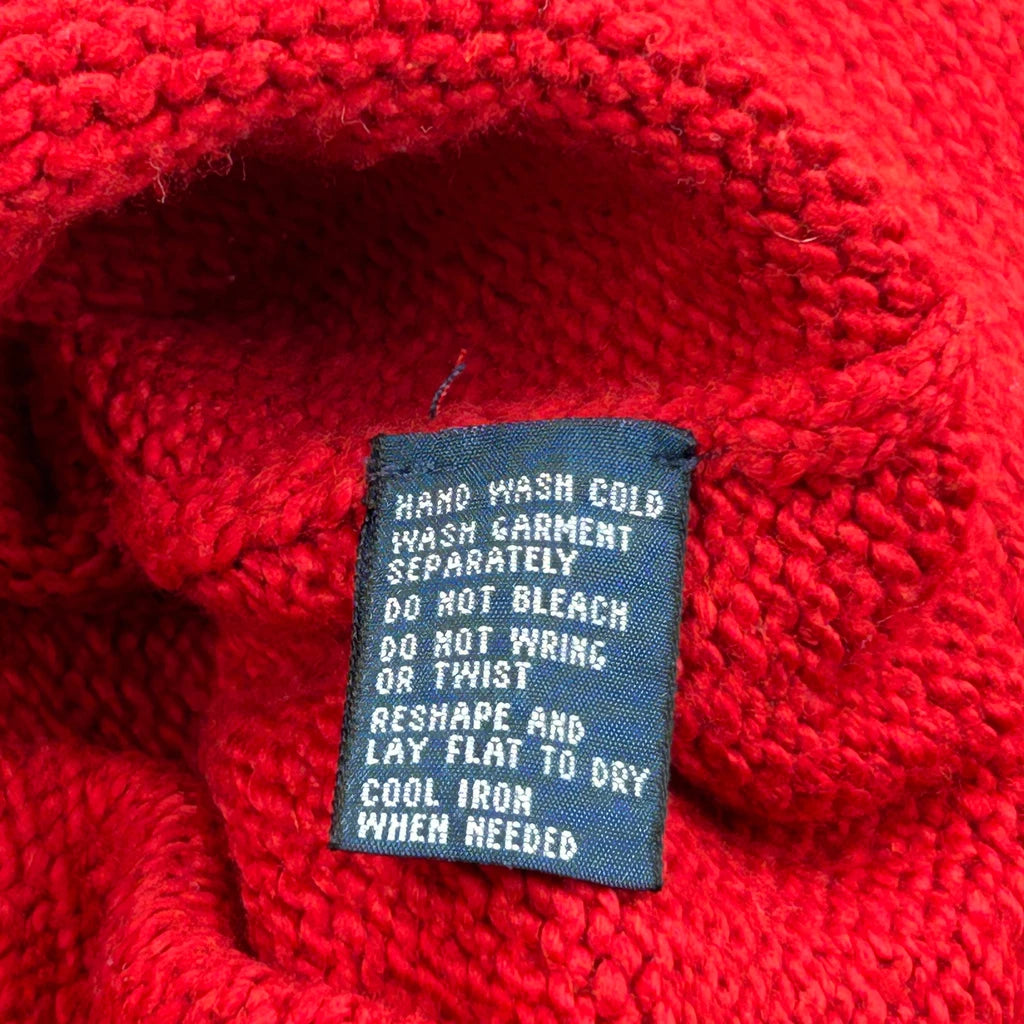 HAND WASH COLD
WASH GARMENT
SEPARATELY
DO NOT BLEACH
DO NOT WRING
OR TWIST
RESHAPE AND
LAY FLAT TO DRY
COOL IRON
WHEN NEEDED